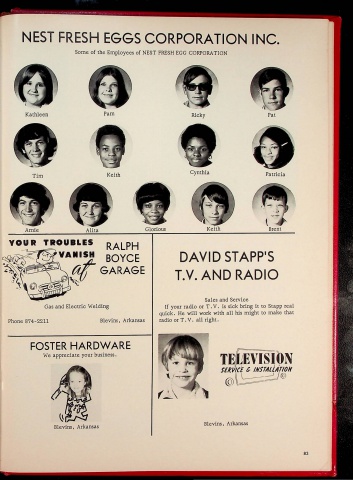 NEST FRESH EGGS CORPORATION INC.
Some of the Employees of NEST FRESH EGG CORPORATION
Kathleen Pam Ricky Pat
Tim Keith Cynthia Patricia
Arnie Alita Glorious Keith Brent
YOUR TROUBLES
VANISH
at
RALPH
BOYCE
GARAGE
Gas and Electric Welding
Phone 874-2211 Blevins, Arkansas
DAVID STAPP'S
T.V. AND RADIO
Sales and Service
If your radio or T.V. is sick bring it to Stapp real
quick. He will work with all his might to make that
radio or T.V. all right.
TELEVISION
SERVICE & INSTALLATION
Blevins, Arkansas
FOSTER HARDWARE
We appreciate your business.
Blevins, Arkansas